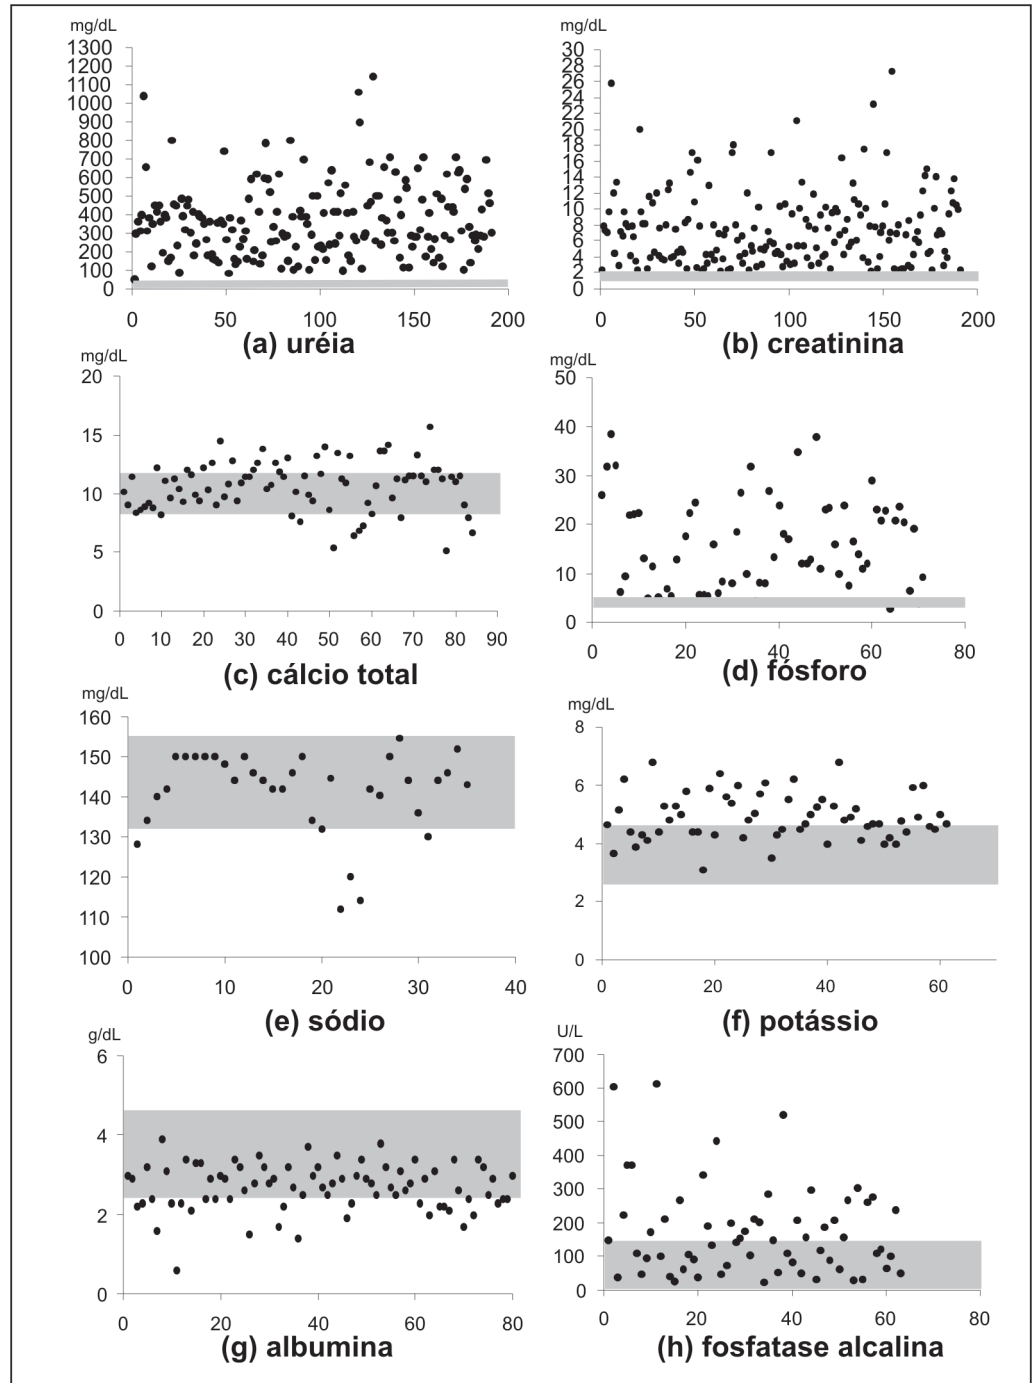 mg/dL
1300
1200
1100
1000
900
800
700
600
500
400
300
200
100
0
0 50 100 150 200
(a) uréia
mg/dL
30
28
26
24
22
20
18
16
14
12
10
8
6
4
2
0
0 50 100 150 200
(b) creatinina
mg/dL
20
15
10
5
0
0 10 20 30 40 50 60 70 80 90
(c) cálcio total
mg/dL
50
40
30
20
10
0
0 20 40 60 80
(d) fósforo
mg/dL
160
150
140
130
120
110
100
0 10 20 30 40
(e) sódio
mg/dL
8
6
4
2
0
0 20 40 60
(f) potássio
g/dL
6
4
2
0
0 20 40 60 80
(g) albumina
U/L
700
600
500
400
300
200
100
0
0 20 40 60 80
(h) fosfatase alcalina